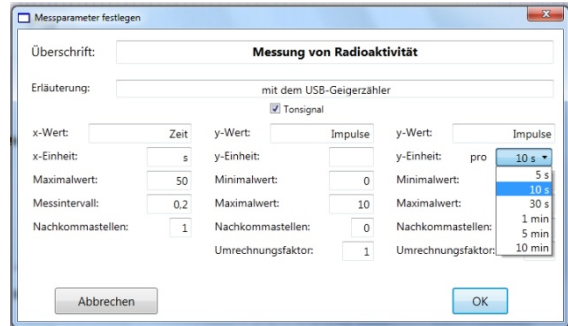 Messparameter festlegen
Überschrift: Messung von Radioaktivität
Erläuterung: mit dem USB-Geigerzähler
Tonsignal
x-Wert: Zeit y-Wert: Impulse y-Wert: Impulse
x-Einheit: s y-Einheit: y-Einheit: pro 10 s
Maximalwert: 50 Minimalwert: 0 Minimalwert: 5 s
10 s
Messintervall: 0,2 Maximalwert: 10 Maximalwert: 30 s
1 min
Nachkommastellen: 1 Nachkommastellen: 0 Nachkommastellen: 5 min
Umrechnungsfaktor: 1 Umrechnungsfaktor: 10 min
Abbrechen OK